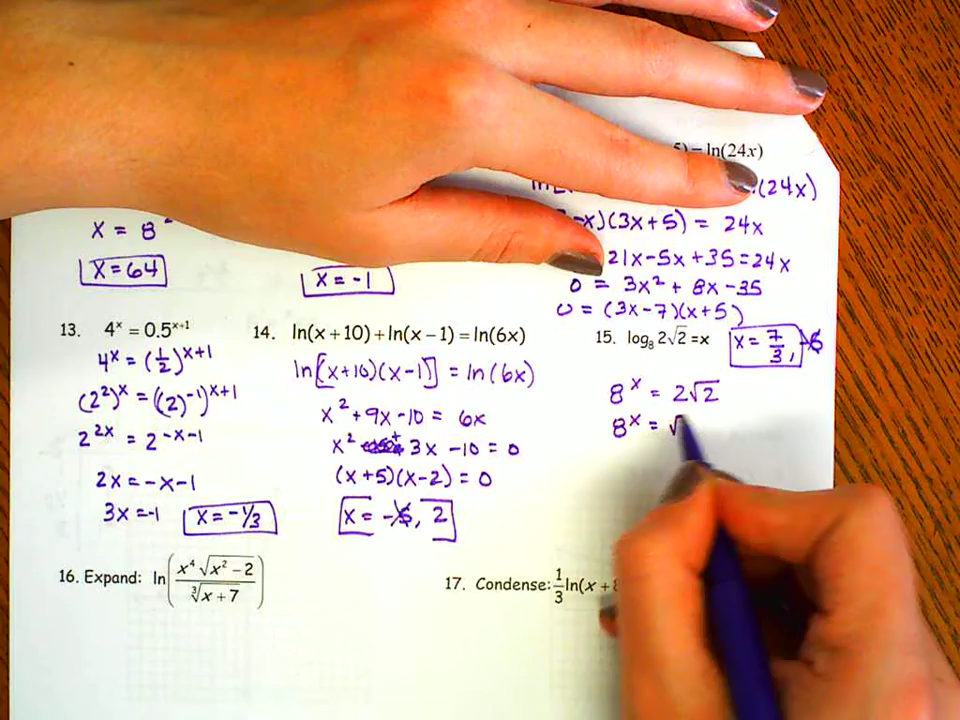 5) = ln(24x)
(24x)
x)(3x+5) = 24x
x = 8
21x-5x+35=24x
x=64
x = -1
0 = 3x² + 8x -35
0 = (3x-7)(x+5)
13. 4ˣ = 0.5ˣ⁺¹
14. ln(x+10)+ln(x-1)=ln(6x)
15. log₈ 2√2 =x
x = 7/3, -5
4ˣ = (½)ˣ⁺¹
ln[(x+10)(x-1)] = ln(6x)
(2²)ˣ = ((2)⁻¹)ˣ⁺¹
8ˣ = 2√2
x² +9x -10 = 6x
8ˣ = √
2²ˣ = 2⁻ˣ⁻¹
x² + 3x -10 = 0
2x = -x-1
(x+5)(x-2) = 0
3x = -1
x = -1/3
x = -5, 2
16. Expand: ln(x⁴√(x²-2) / ∛(x+7))
17. Condense: 1/3 ln(x +